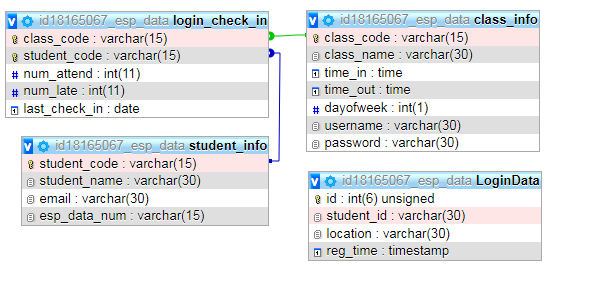 id18165067_esp_data login_check_in
class_code : varchar(15)
student_code : varchar(15)
# num_attend : int(11)
# num_late : int(11)
last_check_in : date
id18165067_esp_data class_info
class_code : varchar(15)
class_name : varchar(30)
time_in : time
time_out : time
# dayofweek : int(1)
username : varchar(30)
password : varchar(30)
id18165067_esp_data student_info
student_code : varchar(15)
student_name : varchar(30)
email : varchar(30)
esp_data_num : varchar(15)
id18165067_esp_data LoginData
id : int(6) unsigned
student_id : varchar(30)
location : varchar(30)
reg_time : timestamp